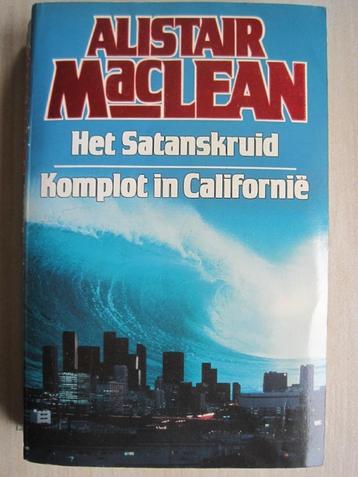 ALISTAIR
MACLEAN
Het Satanskruid
Komplot in Californië